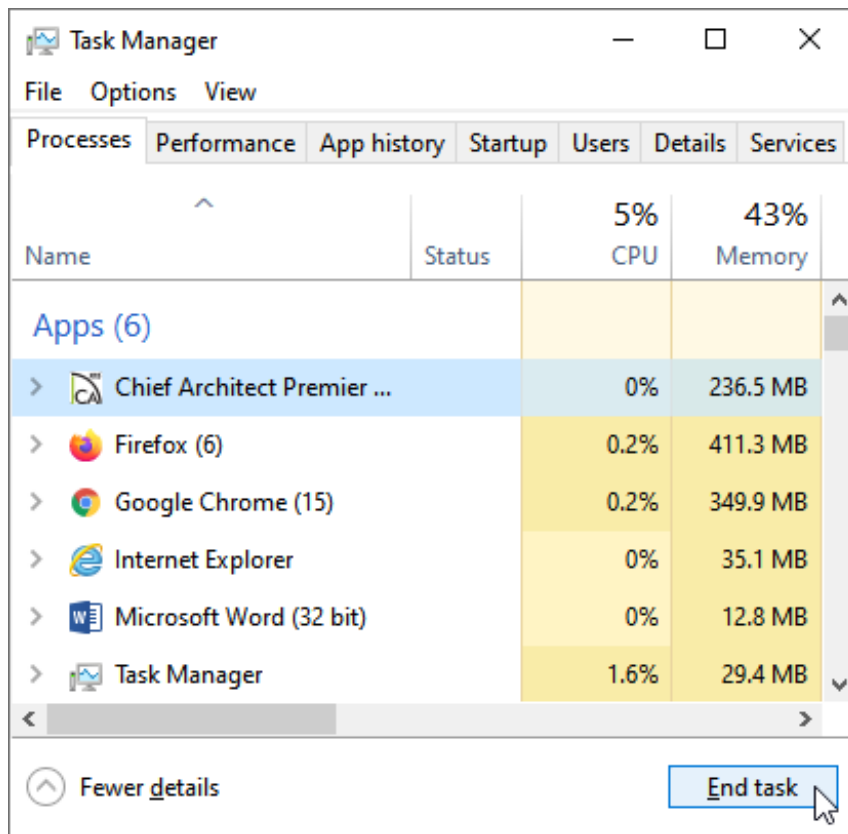 Task Manager
File Options View
Processes Performance App history Startup Users Details Services
5% 43%
Name Status CPU Memory
Apps (6)
Chief Architect Premier ... 0% 236.5 MB
Firefox (6) 0.2% 411.3 MB
Google Chrome (15) 0.2% 349.9 MB
Internet Explorer 0% 35.1 MB
Microsoft Word (32 bit) 0% 12.8 MB
Task Manager 1.6% 29.4 MB
Fewer details End task